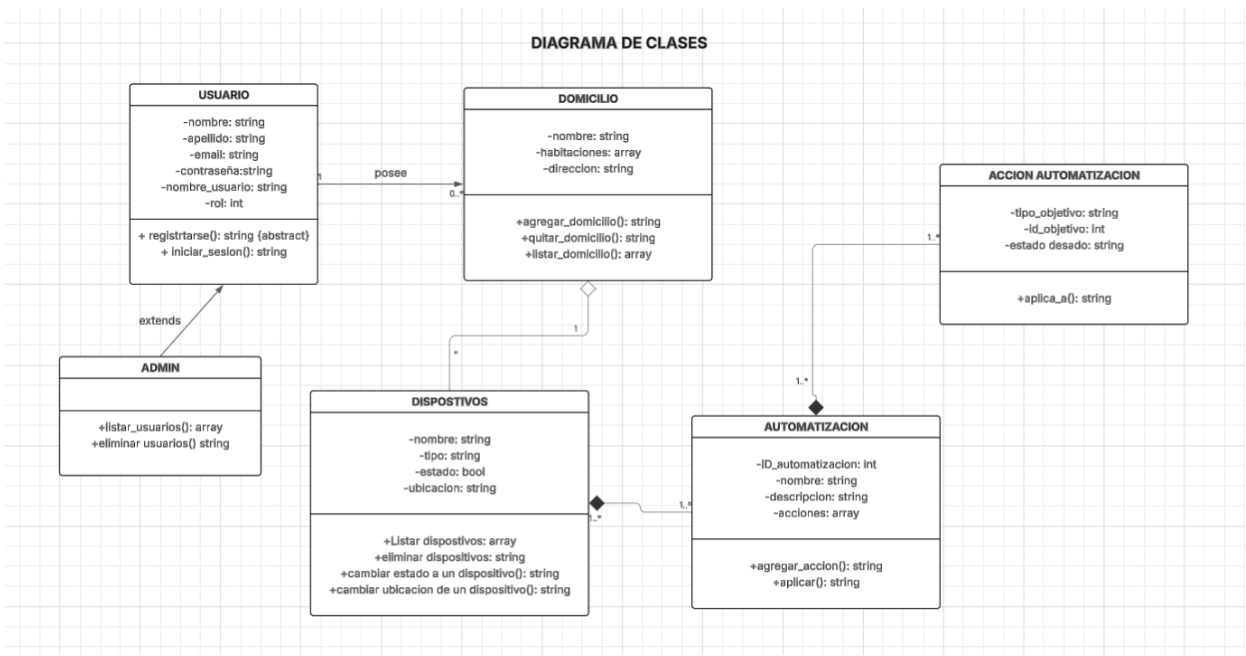 DIAGRAMA DE CLASES
USUARIO
-nombre: string
-apellido: string
-email: string
-contraseña:string
-nombre_usuario: string
-rol: int
+ registrtarse(): string {abstract}
+ iniciar_sesion(): string
1
posee
0..*
DOMICILIO
-nombre: string
-habitaciones: array
-direccion: string
+agregar_domicilio(): string
+quitar_domicilio(): string
+listar_domicilio(): array
ACCION AUTOMATIZACION
-tipo_objetivo: string
-id_objetivo: int
-estado desado: string
+aplica_a(): string
1..*
extends
ADMIN
+listar_usuarios(): array
+eliminar usuarios() string
1
*
DISPOSTIVOS
-nombre: string
-tipo: string
-estado: bool
-ubicacion: string
+Listar dispostivos: array
+eliminar dispositivos: string
+cambiar estado a un dispositivo(): string
+cambiar ubicacion de un dispositivo(): string
1..*
1..*
1..*
AUTOMATIZACION
-ID_automatizacion: int
-nombre: string
-descripcion: string
-acciones: array
+agregar_accion(): string
+aplicar(): string